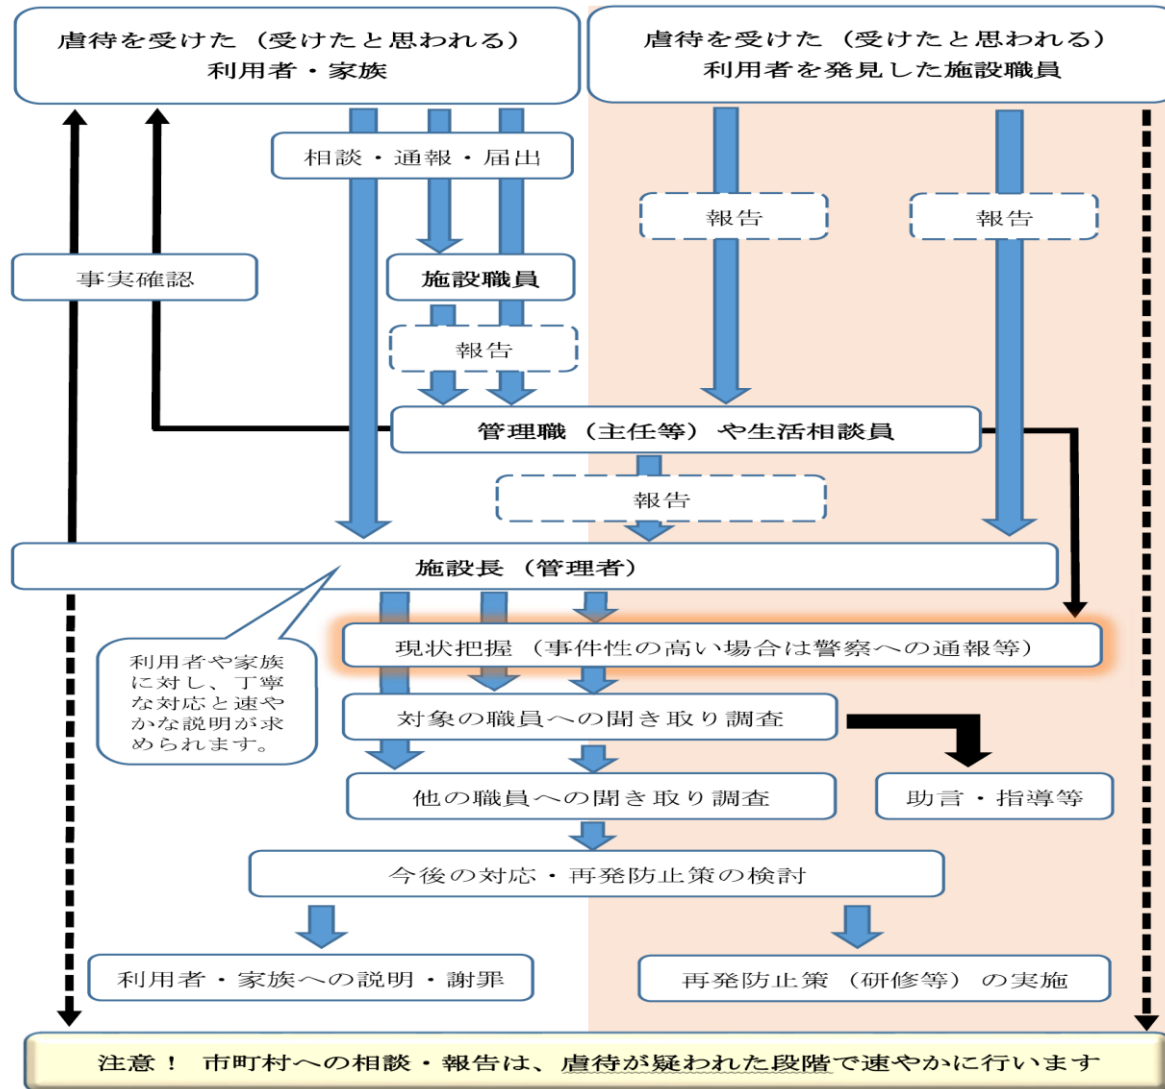 虐待を受けた（受けたと思われる）
利用者・家族
虐待を受けた（受けたと思われる）
利用者を発見した施設職員
相談・通報・届出
報告
報告
事実確認
施設職員
報告
管理職（主任等）や生活相談員
報告
施設長（管理者）
現状把握（事件性の高い場合は警察への通報等）
利用者や家族
に対し、丁寧
な対応と速や
かな説明が求
められます。
対象の職員への聞き取り調査
他の職員への聞き取り調査
助言・指導等
今後の対応・再発防止策の検討
利用者・家族への説明・謝罪
再発防止策（研修等）の実施
注意！ 市町村への相談・報告は、虐待が疑われた段階で速やかに行います